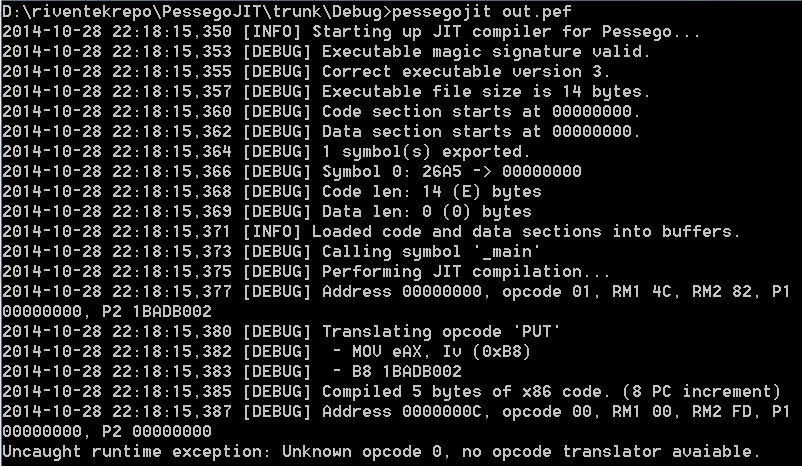 D:\riventekrepo\PessegoJIT\trunk\Debug>pessegojit out.pef
2014-10-28 22:18:15,350 [INFO] Starting up JIT compiler for Pessego...
2014-10-28 22:18:15,353 [DEBUG] Executable magic signature valid.
2014-10-28 22:18:15,355 [DEBUG] Correct executable version 3.
2014-10-28 22:18:15,357 [DEBUG] Executable file size is 14 bytes.
2014-10-28 22:18:15,360 [DEBUG] Code section starts at 00000000.
2014-10-28 22:18:15,362 [DEBUG] Data section starts at 00000000.
2014-10-28 22:18:15,364 [DEBUG] 1 symbol(s) exported.
2014-10-28 22:18:15,366 [DEBUG] Symbol 0: 26A5 -> 00000000
2014-10-28 22:18:15,368 [DEBUG] Code len: 14 (E) bytes
2014-10-28 22:18:15,369 [DEBUG] Data len: 0 (0) bytes
2014-10-28 22:18:15,371 [INFO] Loaded code and data sections into buffers.
2014-10-28 22:18:15,373 [DEBUG] Calling symbol '_main'
2014-10-28 22:18:15,375 [DEBUG] Performing JIT compilation...
2014-10-28 22:18:15,377 [DEBUG] Address 00000000, opcode 01, RM1 4C, RM2 82, P1
00000000, P2 1BADB002
2014-10-28 22:18:15,380 [DEBUG] Translating opcode 'PUT'
2014-10-28 22:18:15,382 [DEBUG]  - MOV eAX, Iv (0xB8)
2014-10-28 22:18:15,383 [DEBUG]  - B8 1BADB002
2014-10-28 22:18:15,385 [DEBUG] Compiled 5 bytes of x86 code. (8 PC increment)
2014-10-28 22:18:15,387 [DEBUG] Address 0000000C, opcode 00, RM1 00, RM2 FD, P1
00000000, P2 00000000
Uncaught runtime exception: Unknown opcode 0, no opcode translator avaiable.